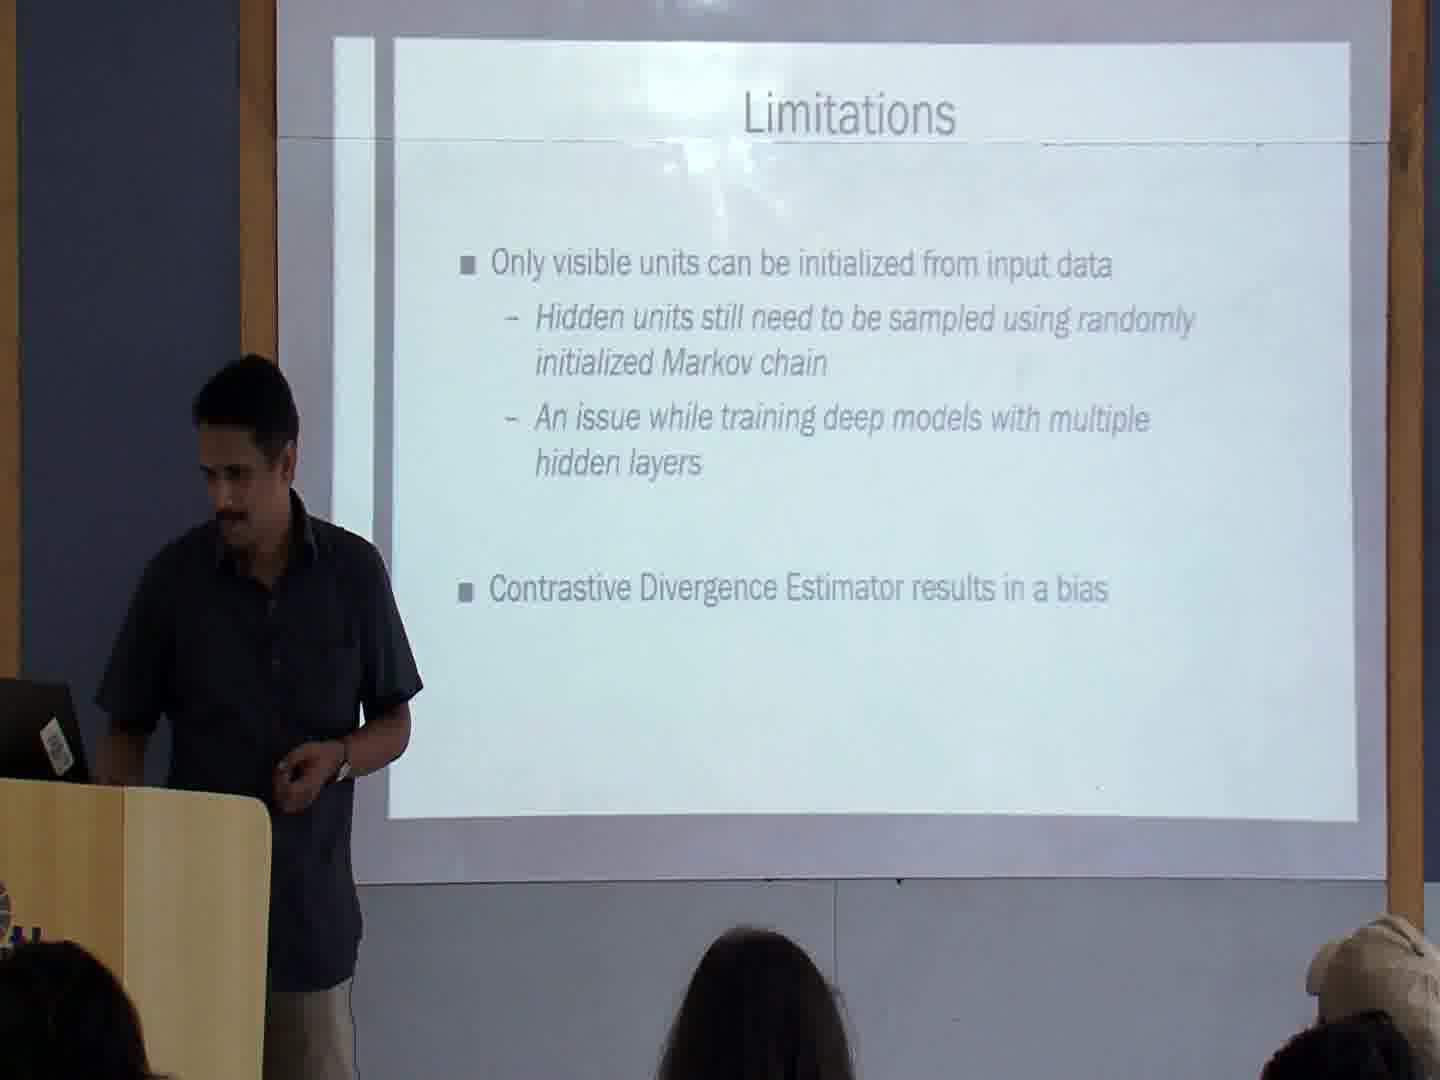 Limitations
■ Only visible units can be initialized from input data
– Hidden units still need to be sampled using randomly
initialized Markov chain
– An issue while training deep models with multiple
hidden layers
■ Contrastive Divergence Estimator results in a bias